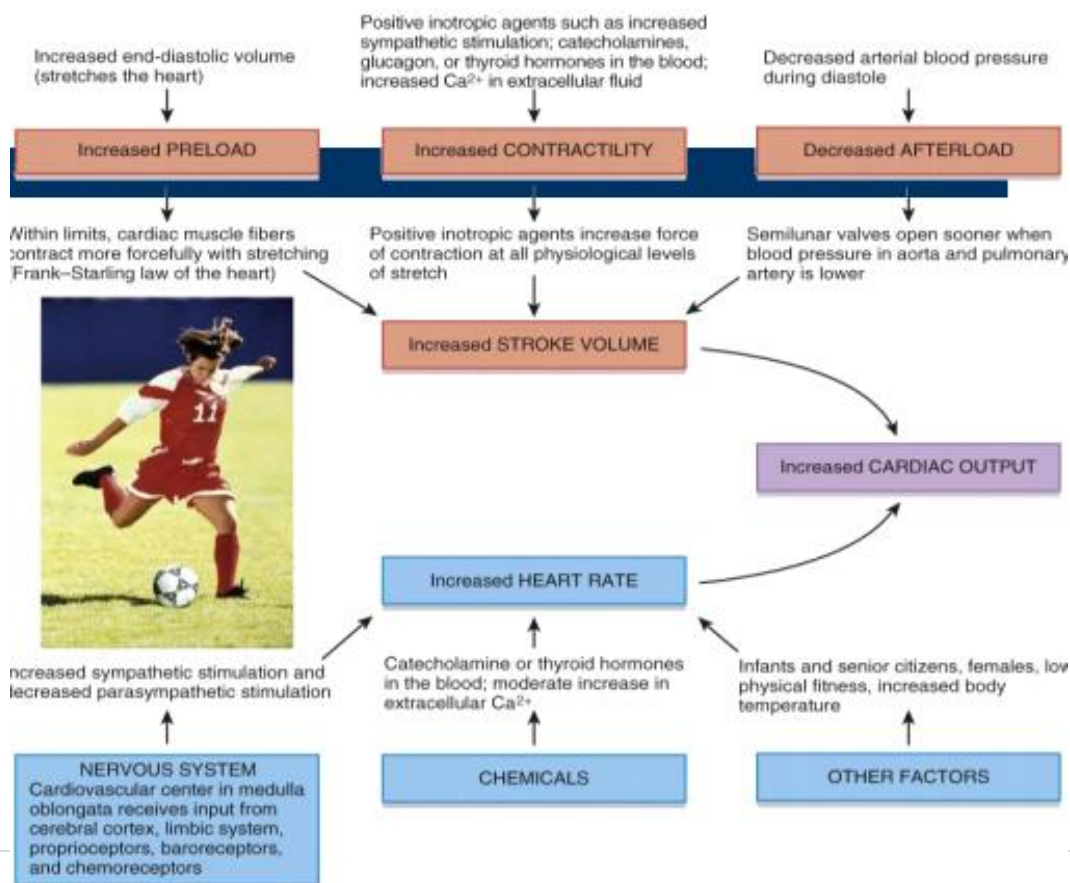 Increased end-diastolic volume
(stretches the heart)
Positive inotropic agents such as increased
sympathetic stimulation; catecholamines,
glucagon, or thyroid hormones in the blood;
increased Ca2+ in extracellular fluid
Decreased arterial blood pressure
during diastole
Increased PRELOAD
Increased CONTRACTILITY
Decreased AFTERLOAD
Within limits, cardiac muscle fibers
contract more forcefully with stretching
(Frank–Starling law of the heart)
Positive inotropic agents increase force
of contraction at all physiological levels
of stretch
Semilunar valves open sooner when
blood pressure in aorta and pulmonary
artery is lower
Increased STROKE VOLUME
11
Increased CARDIAC OUTPUT
Increased HEART RATE
Increased sympathetic stimulation and
decreased parasympathetic stimulation
Catecholamine or thyroid hormones
in the blood; moderate increase in
extracellular Ca2+
Infants and senior citizens, females, low
physical fitness, increased body
temperature
NERVOUS SYSTEM
Cardiovascular center in medulla
oblongata receives input from
cerebral cortex, limbic system,
proprioceptors, baroreceptors,
and chemoreceptors
CHEMICALS
OTHER FACTORS